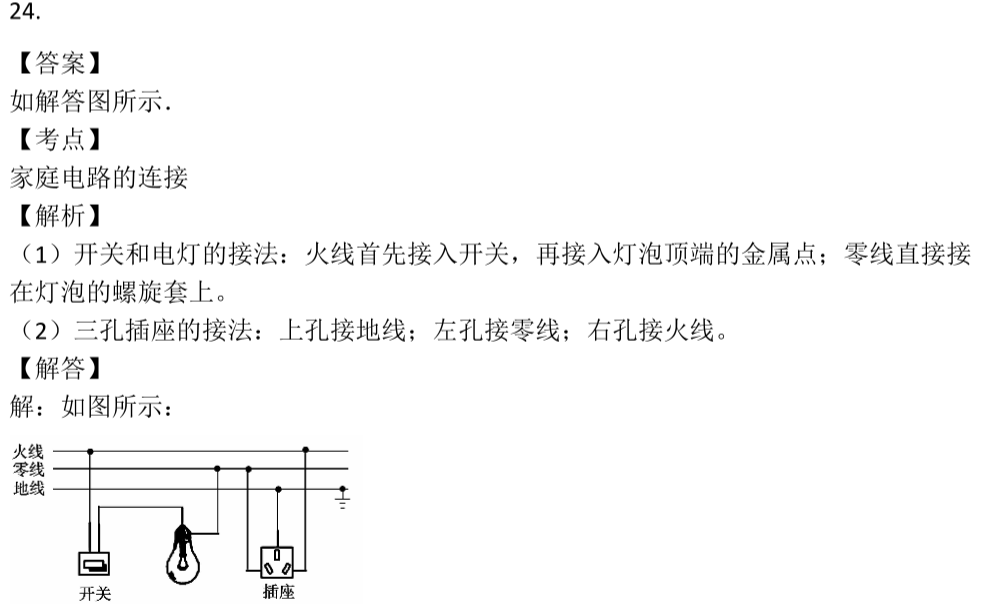 24.
【答案】
如解答图所示．
【考点】
家庭电路的连接
【解析】
（1）开关和电灯的接法：火线首先接入开关，再接入灯泡顶端的金属点；零线直接接
在灯泡的螺旋套上。
（2）三孔插座的接法：上孔接地线；左孔接零线；右孔接火线。
【解答】
解：如图所示：
火线
零线
地线
开关
插座